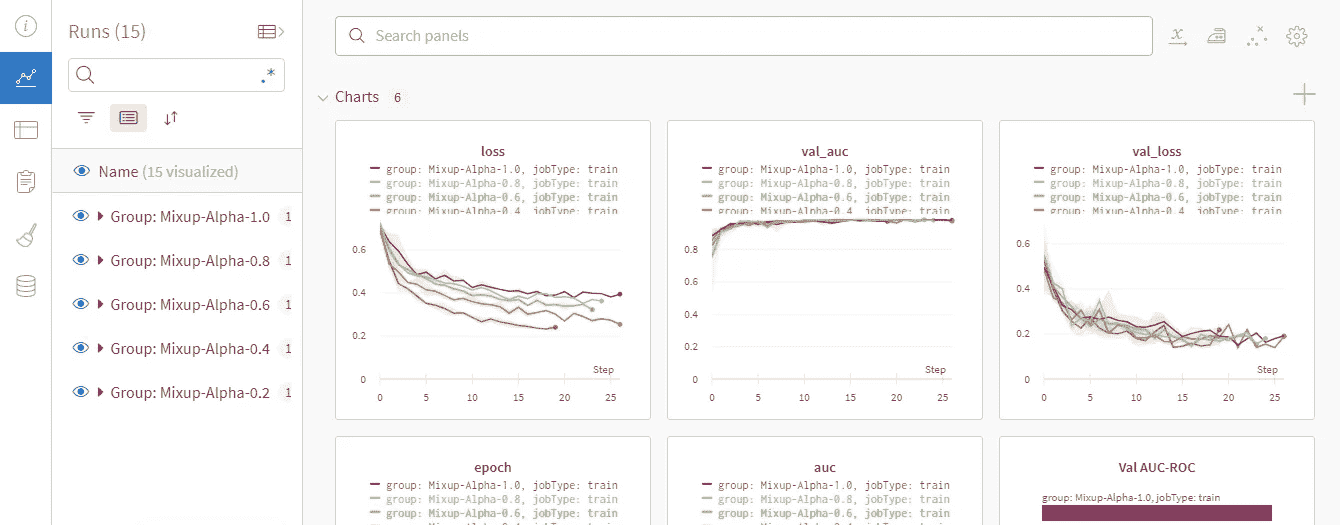 Runs (15)
Search panels
.*
Charts 6
Name (15 visualized)
Group: Mixup-Alpha-1.0 1
Group: Mixup-Alpha-0.8 1
Group: Mixup-Alpha-0.6 1
Group: Mixup-Alpha-0.4 1
Group: Mixup-Alpha-0.2 1
loss
group: Mixup-Alpha-1.0, jobType: train
group: Mixup-Alpha-0.8, jobType: train
group: Mixup-Alpha-0.6, jobType: train
group: Mixup-Alpha-0.4, jobType: train
0.6
0.4
0.2
0
Step
0 5 10 15 20 25
val_auc
group: Mixup-Alpha-1.0, jobType: train
group: Mixup-Alpha-0.8, jobType: train
group: Mixup-Alpha-0.6, jobType: train
group: Mixup-Alpha-0.4, jobType: train
0.8
0.6
0.4
0.2
0
Step
0 5 10 15 20 25
val_loss
group: Mixup-Alpha-1.0, jobType: train
group: Mixup-Alpha-0.8, jobType: train
group: Mixup-Alpha-0.6, jobType: train
group: Mixup-Alpha-0.4, jobType: train
0.6
0.4
0.2
0
Step
0 5 10 15 20 25
epoch
group: Mixup-Alpha-1.0, jobType: train
group: Mixup-Alpha-0.8, jobType: train
group: Mixup-Alpha-0.6, jobType: train
auc
group: Mixup-Alpha-1.0, jobType: train
group: Mixup-Alpha-0.8, jobType: train
group: Mixup-Alpha-0.6, jobType: train
Val AUC-ROC
group: Mixup-Alpha-1.0, jobType: train